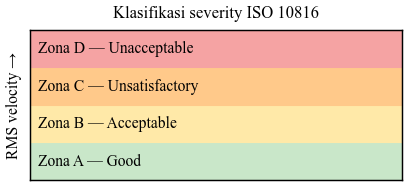 Klasifikasi severity ISO 10816
Zona D — Unacceptable
Zona C — Unsatisfactory
Zona B — Acceptable
Zona A — Good
RMS velocity →